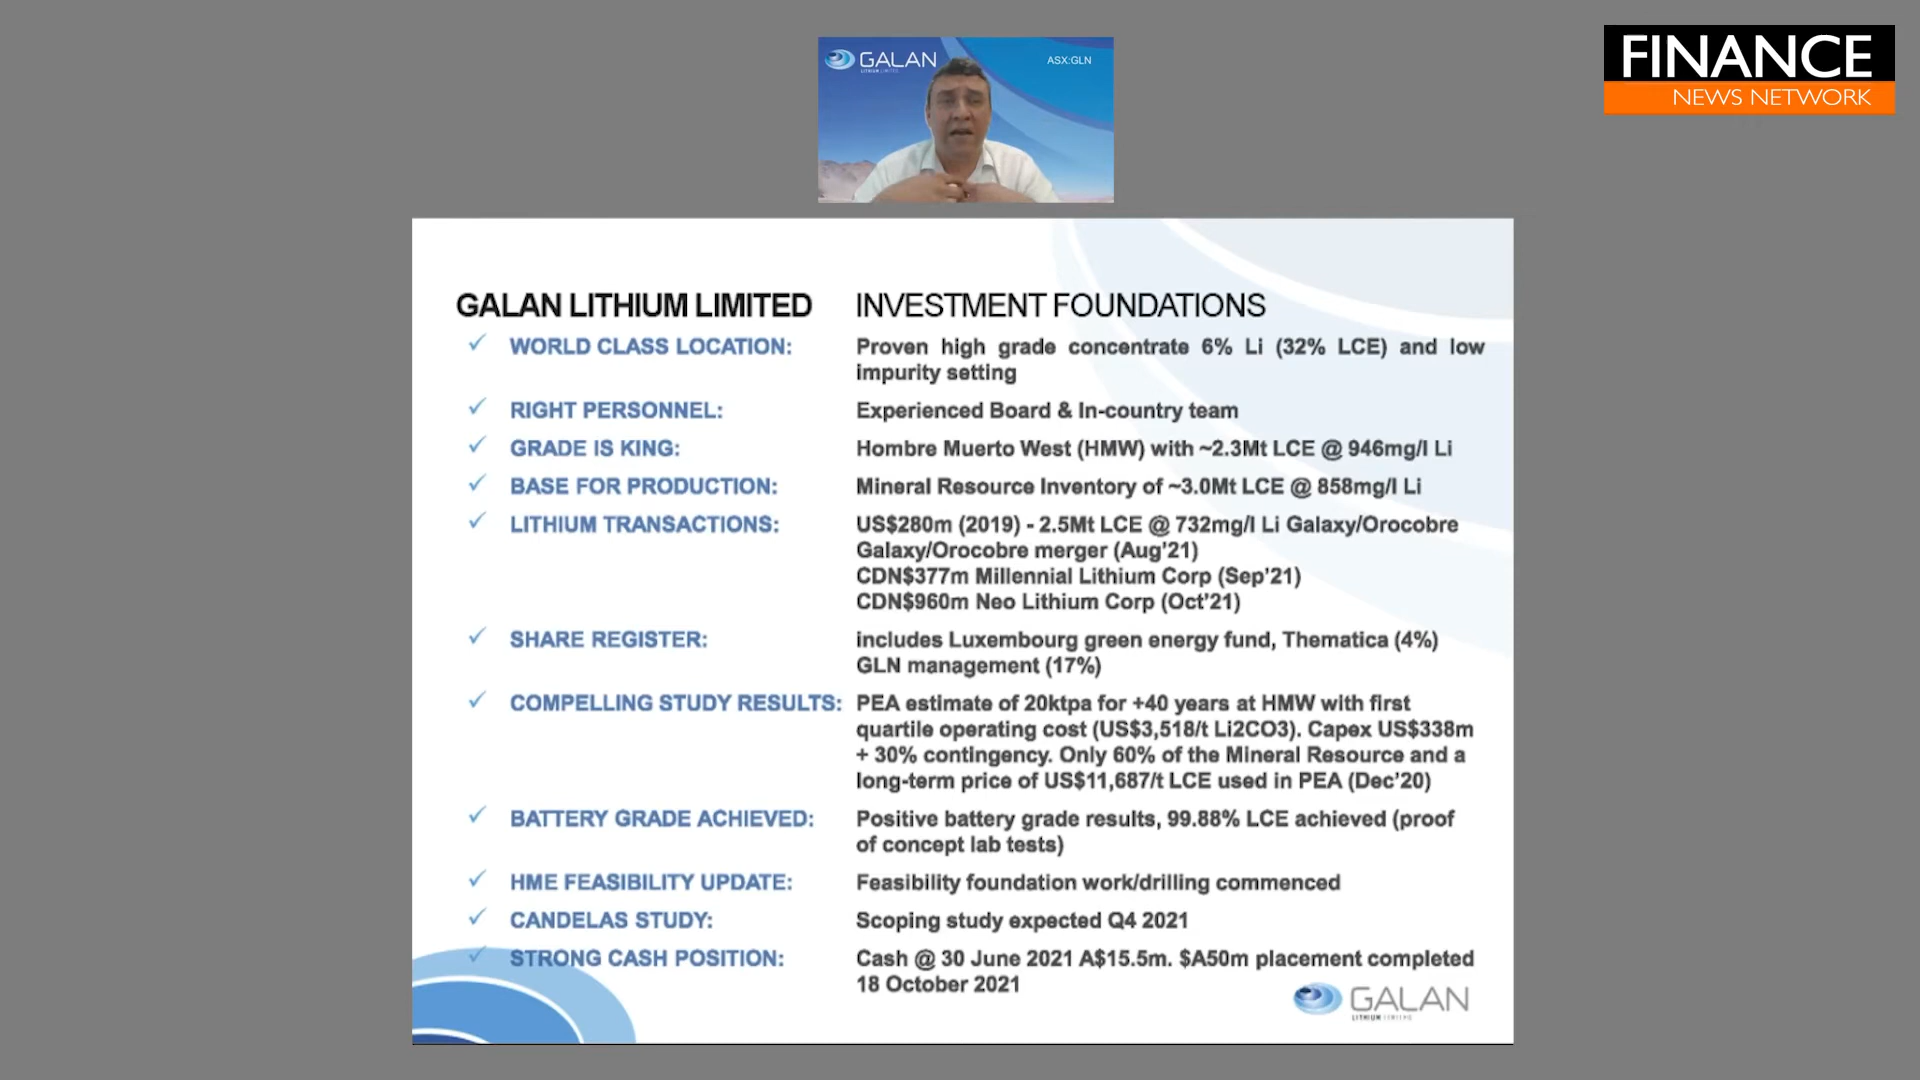 GALAN
LITHIUM LIMITED
ASX:GLN
FINANCE
NEWS NETWORK
GALAN LITHIUM LIMITED INVESTMENT FOUNDATIONS
✓ WORLD CLASS LOCATION: Proven high grade concentrate 6% Li (32% LCE) and low
impurity setting
✓ RIGHT PERSONNEL: Experienced Board & In-country team
✓ GRADE IS KING: Hombre Muerto West (HMW) with ~2.3Mt LCE @ 946mg/l Li
✓ BASE FOR PRODUCTION: Mineral Resource Inventory of ~3.0Mt LCE @ 858mg/l Li
✓ LITHIUM TRANSACTIONS: US$280m (2019) - 2.5Mt LCE @ 732mg/l Li Galaxy/Orocobre
Galaxy/Orocobre merger (Aug'21)
CDN$377m Millennial Lithium Corp (Sep'21)
CDN$960m Neo Lithium Corp (Oct'21)
✓ SHARE REGISTER: includes Luxembourg green energy fund, Thematica (4%)
GLN management (17%)
✓ COMPELLING STUDY RESULTS: PEA estimate of 20ktpa for +40 years at HMW with first
quartile operating cost (US$3,518/t Li2CO3). Capex US$338m
+ 30% contingency. Only 60% of the Mineral Resource and a
long-term price of US$11,687/t LCE used in PEA (Dec'20)
✓ BATTERY GRADE ACHIEVED: Positive battery grade results, 99.88% LCE achieved (proof
of concept lab tests)
✓ HME FEASIBILITY UPDATE: Feasibility foundation work/drilling commenced
✓ CANDELAS STUDY: Scoping study expected Q4 2021
✓ STRONG CASH POSITION: Cash @ 30 June 2021 A$15.5m. $A50m placement completed
18 October 2021
GALAN
LITHIUM LIMITED